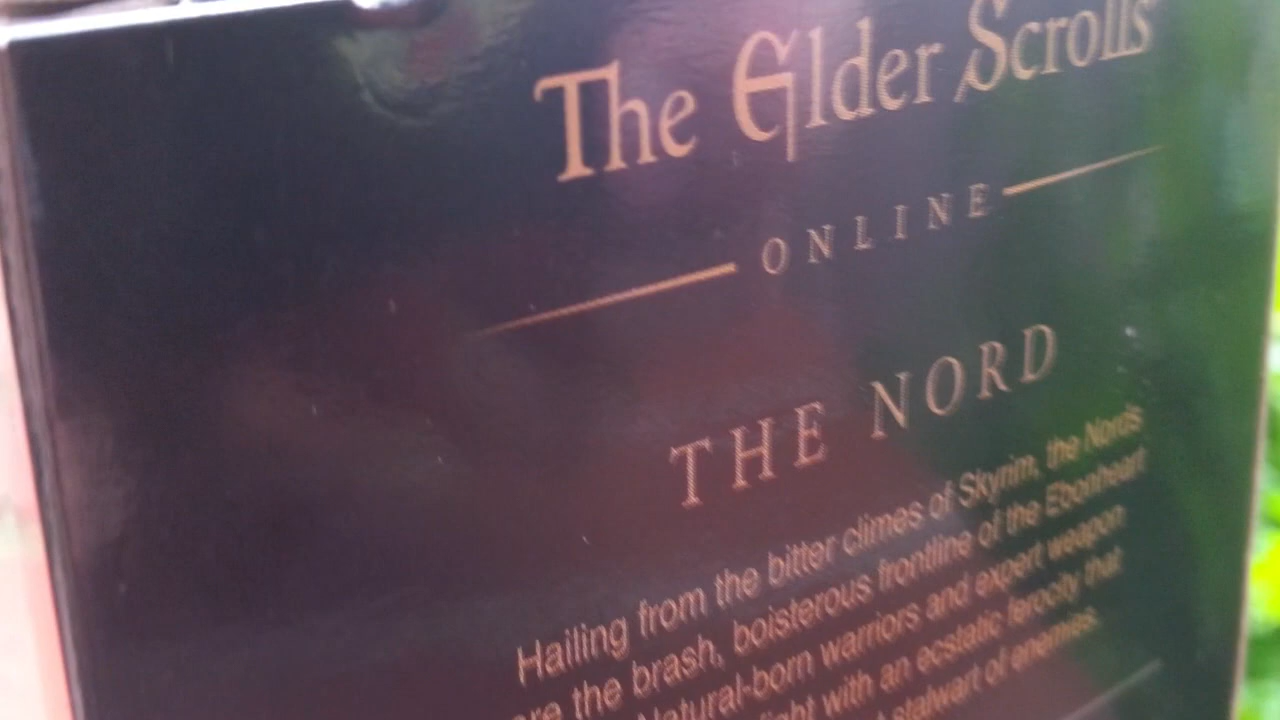 The Elder Scrolls
ONLINE
THE NORD
Hailing from the bitter climes of Skyrim, the Nords
are the brash, boisterous frontline of the Ebonheart
Natural-born warriors and expert weapon
fight with an ecstatic ferocity that
stalwart of enemies.